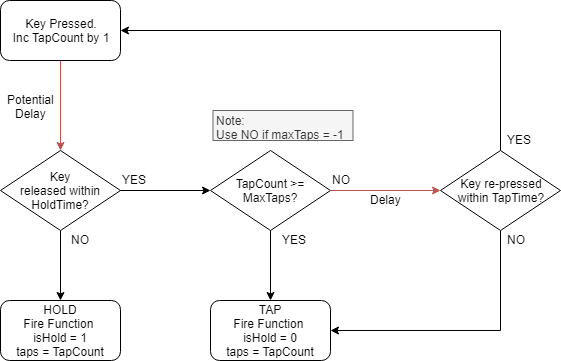 Key Pressed.
Inc TapCount by 1
Potential
Delay
Note:
Use NO if maxTaps = -1
YES
Key
released within
HoldTime?
YES
TapCount >=
MaxTaps?
NO
Delay
Key re-pressed
within TapTime?
NO
YES
NO
HOLD
Fire Function
isHold = 1
taps = TapCount
TAP
Fire Function
isHold = 0
taps = TapCount